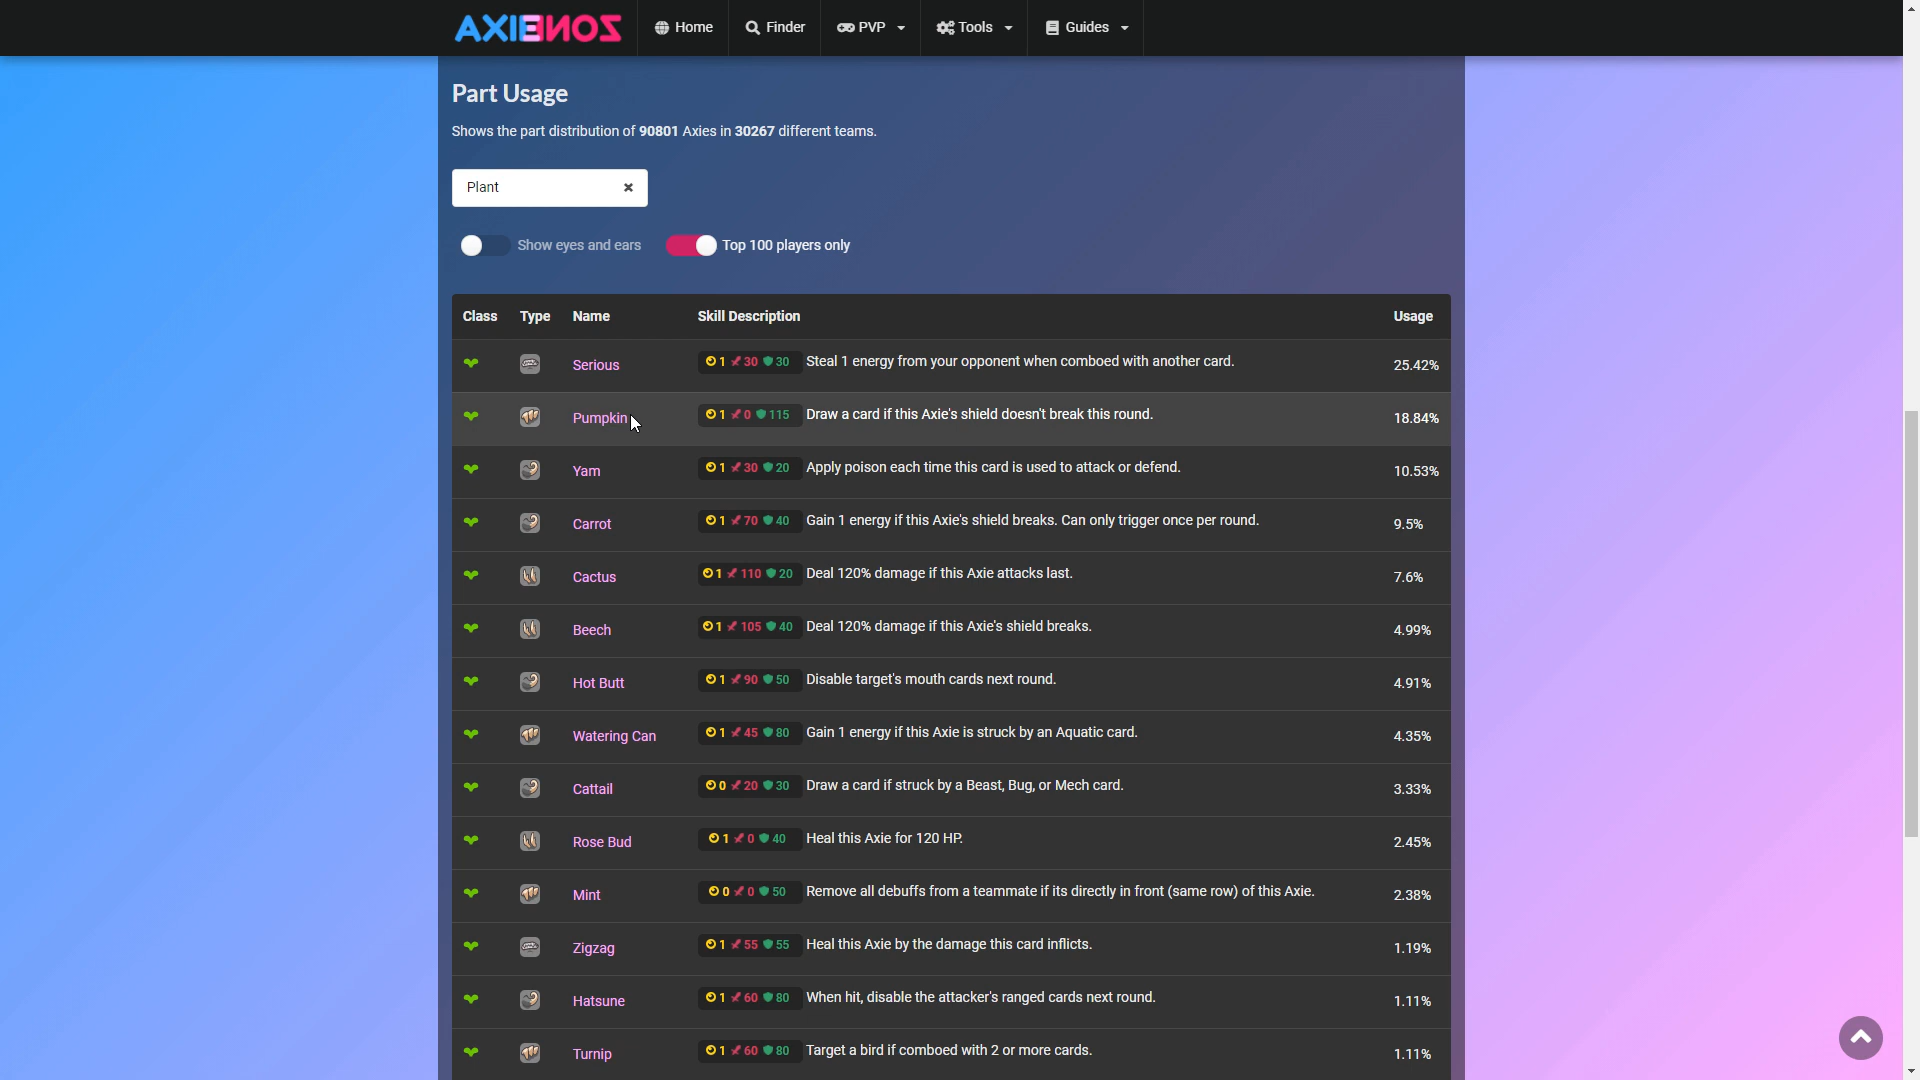 AXIEZONE Home Finder PVP Tools Guides
Part Usage
Shows the part distribution of 90801 Axies in 30267 different teams.
Plant
Show eyes and ears Top 100 players only
Class Type Name Skill Description Usage
Serious 1 30 30 Steal 1 energy from your opponent when comboed with another card. 25.42%
Pumpkin 1 0 115 Draw a card if this Axie's shield doesn't break this round. 18.84%
Yam 1 30 20 Apply poison each time this card is used to attack or defend. 10.53%
Carrot 1 70 40 Gain 1 energy if this Axie's shield breaks. Can only trigger once per round. 9.5%
Cactus 1 110 20 Deal 120% damage if this Axie attacks last. 7.6%
Beech 1 105 40 Deal 120% damage if this Axie's shield breaks. 4.99%
Hot Butt 1 90 50 Disable target's mouth cards next round. 4.91%
Watering Can 1 45 80 Gain 1 energy if this Axie is struck by an Aquatic card. 4.35%
Cattail 0 20 30 Draw a card if struck by a Beast, Bug, or Mech card. 3.33%
Rose Bud 1 0 40 Heal this Axie for 120 HP. 2.45%
Mint 0 0 50 Remove all debuffs from a teammate if its directly in front (same row) of this Axie. 2.38%
Zigzag 1 55 55 Heal this Axie by the damage this card inflicts. 1.19%
Hatsune 1 60 80 When hit, disable the attacker's ranged cards next round. 1.11%
Turnip 1 60 80 Target a bird if comboed with 2 or more cards. 1.11%